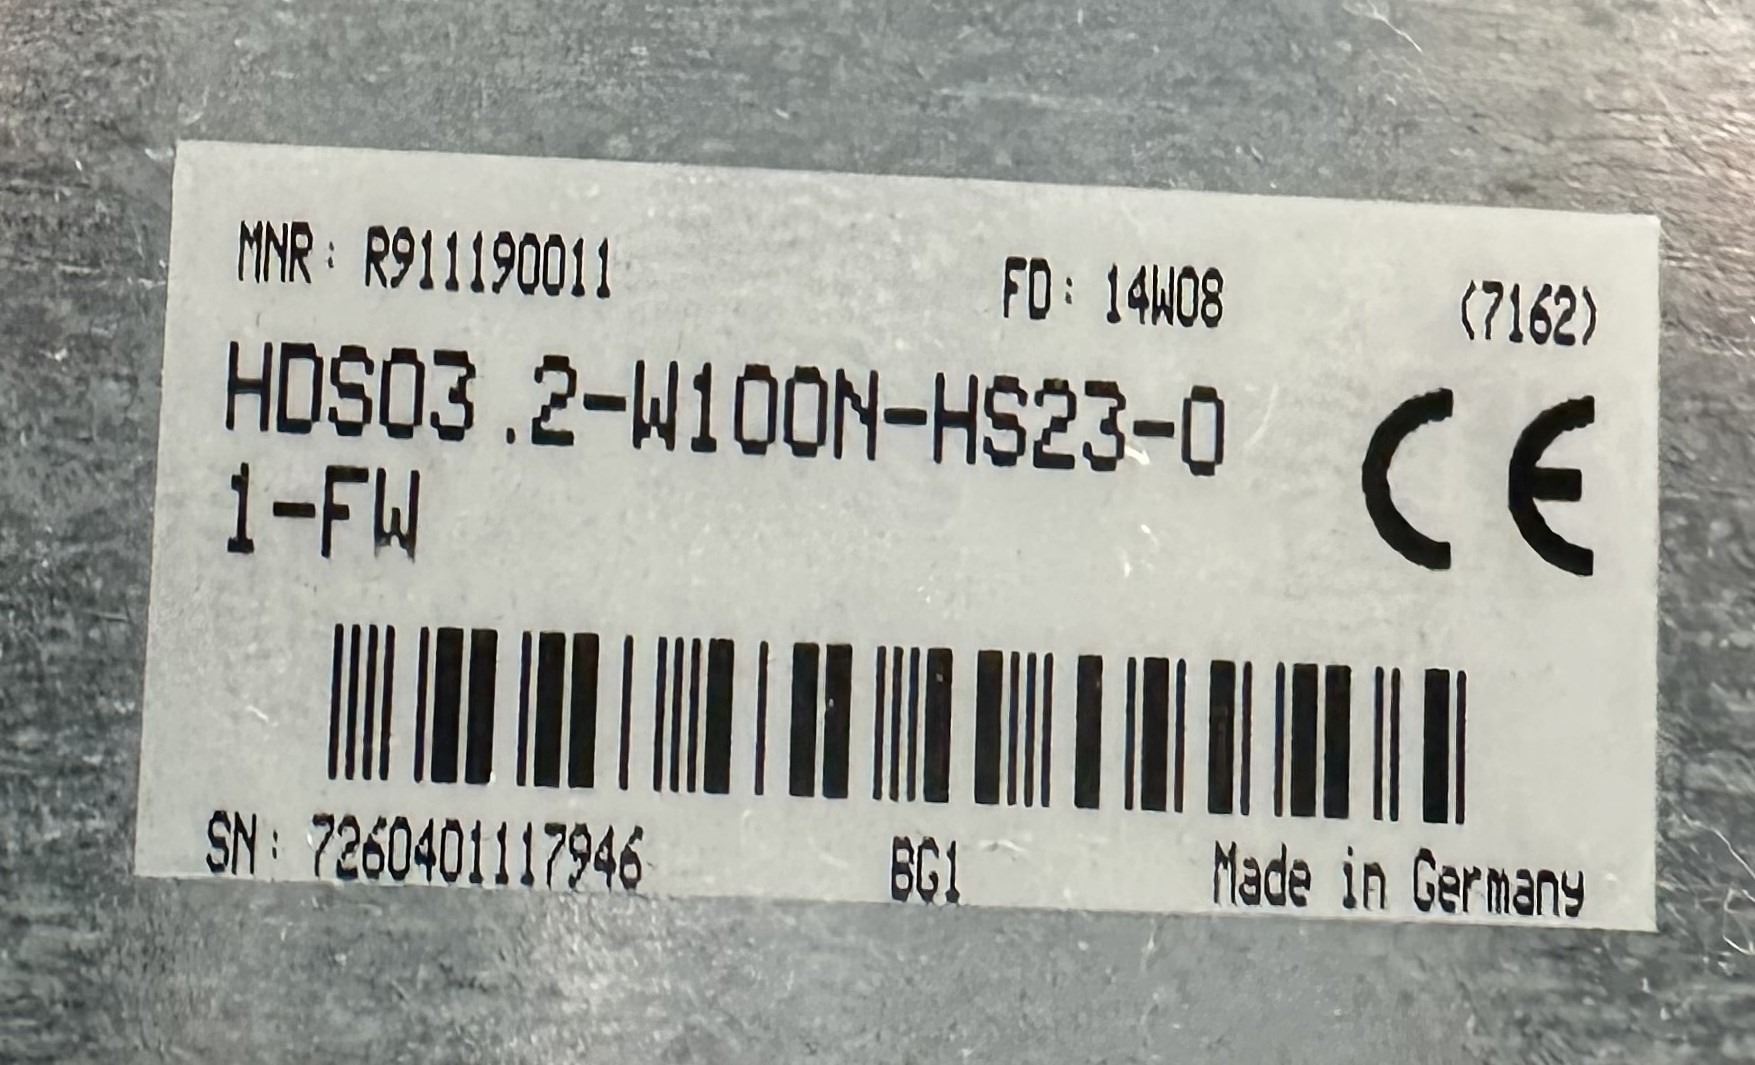 MNR: R911190011 FD: 14W08 (7162)
HDS03.2-W100N-HS23-0
1-FW
CE
SN: 7260401117946 BG1 Made in Germany